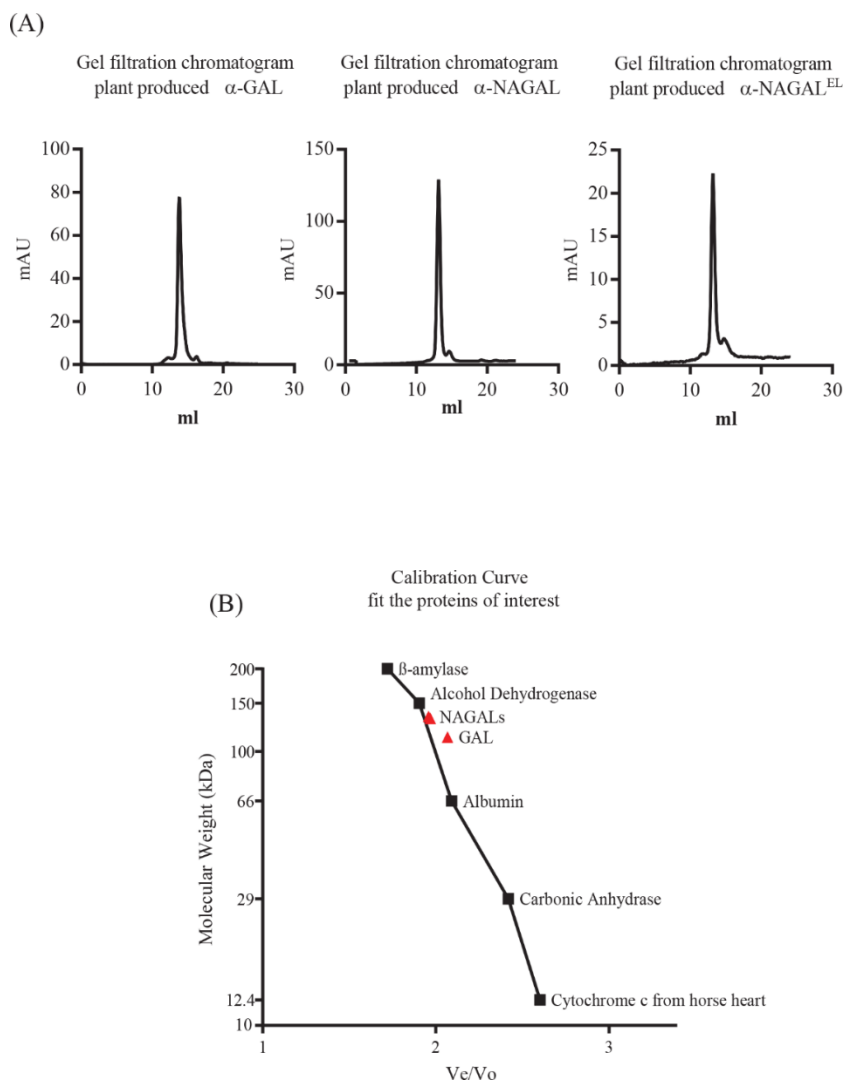 (A)
Gel filtration chromatogram
plant produced α-GAL
Gel filtration chromatogram
plant produced α-NAGAL
Gel filtration chromatogram
plant produced α-NAGALᴱᴸ
100
80
60
40
20
0
mAU
0 10 20 30
ml
150
100
50
0
mAU
0 10 20 30
ml
25
20
15
10
5
0
mAU
0 10 20 30
ml
(B)
Calibration Curve
fit the proteins of interest
Molecular Weight (kDa)
200
150
100
66
29
12.4
10
ß-amylase
Alcohol Dehydrogenase
NAGALs
GAL
Albumin
Carbonic Anhydrase
Cytochrome c from horse heart
1 2 3
Ve/Vo